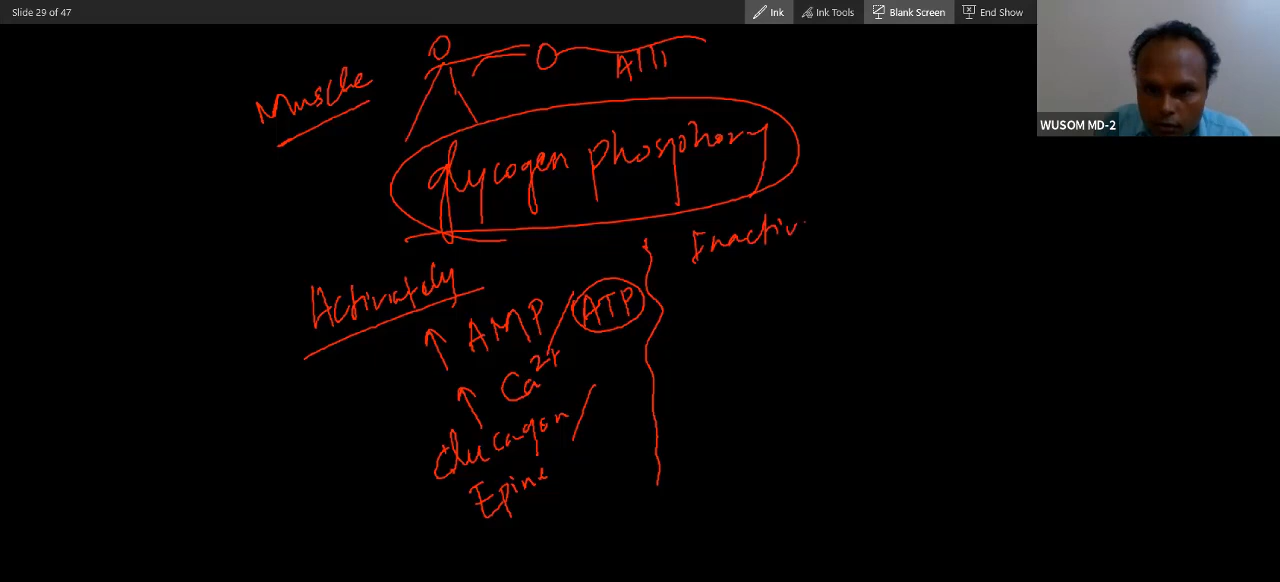 Slide 29 of 47
Ink Ink Tools Blank Screen End Show
WUSOM MD-2
Muscle
glycogen phosphory
Inactiv
Activately
↑ AMP / ATP
↑ Ca2+
Glucagon /
Epine